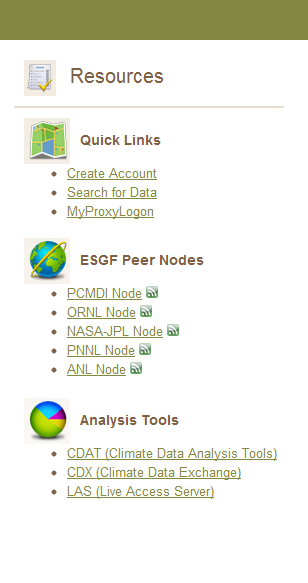 Resources
Quick Links
Create Account
Search for Data
MyProxyLogon
ESGF Peer Nodes
PCMDI Node
ORNL Node
NASA-JPL Node
PNNL Node
ANL Node
Analysis Tools
CDAT (Climate Data Analysis Tools)
CDX (Climate Data Exchange)
LAS (Live Access Server)